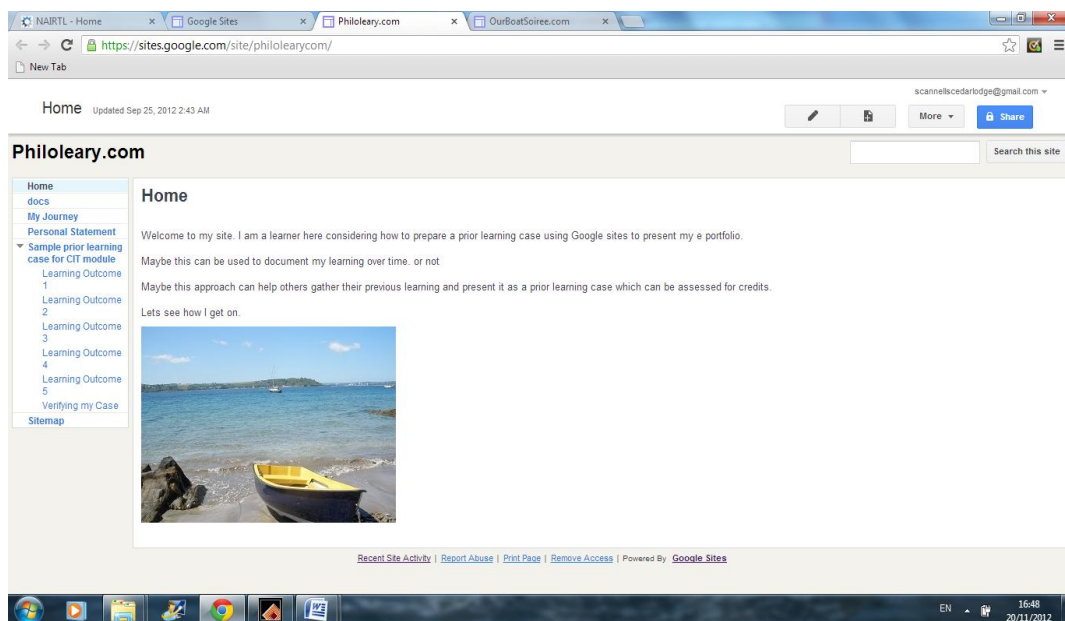 NAIRTL - Home
Google Sites
Philoleary.com
OurBoatSoiree.com
https://sites.google.com/site/philolearycom/
New Tab
scannellscedarlodge@gmail.com
Home Updated Sep 25, 2012 2:43 AM
More
Share
Philoleary.com
Search this site
Home
docs
My Journey
Personal Statement
Sample prior learning
case for CIT module
Learning Outcome
1
Learning Outcome
2
Learning Outcome
3
Learning Outcome
4
Learning Outcome
5
Verifying my Case
Sitemap
Home
Welcome to my site. I am a learner here considering how to prepare a prior learning case using Google sites to present my e portfolio.
Maybe this can be used to document my learning over time. or not
Maybe this approach can help others gather their previous learning and present it as a prior learning case which can be assessed for credits.
Lets see how I get on.
Recent Site Activity | Report Abuse | Print Page | Remove Access | Powered By Google Sites
EN
16:48
20/11/2012